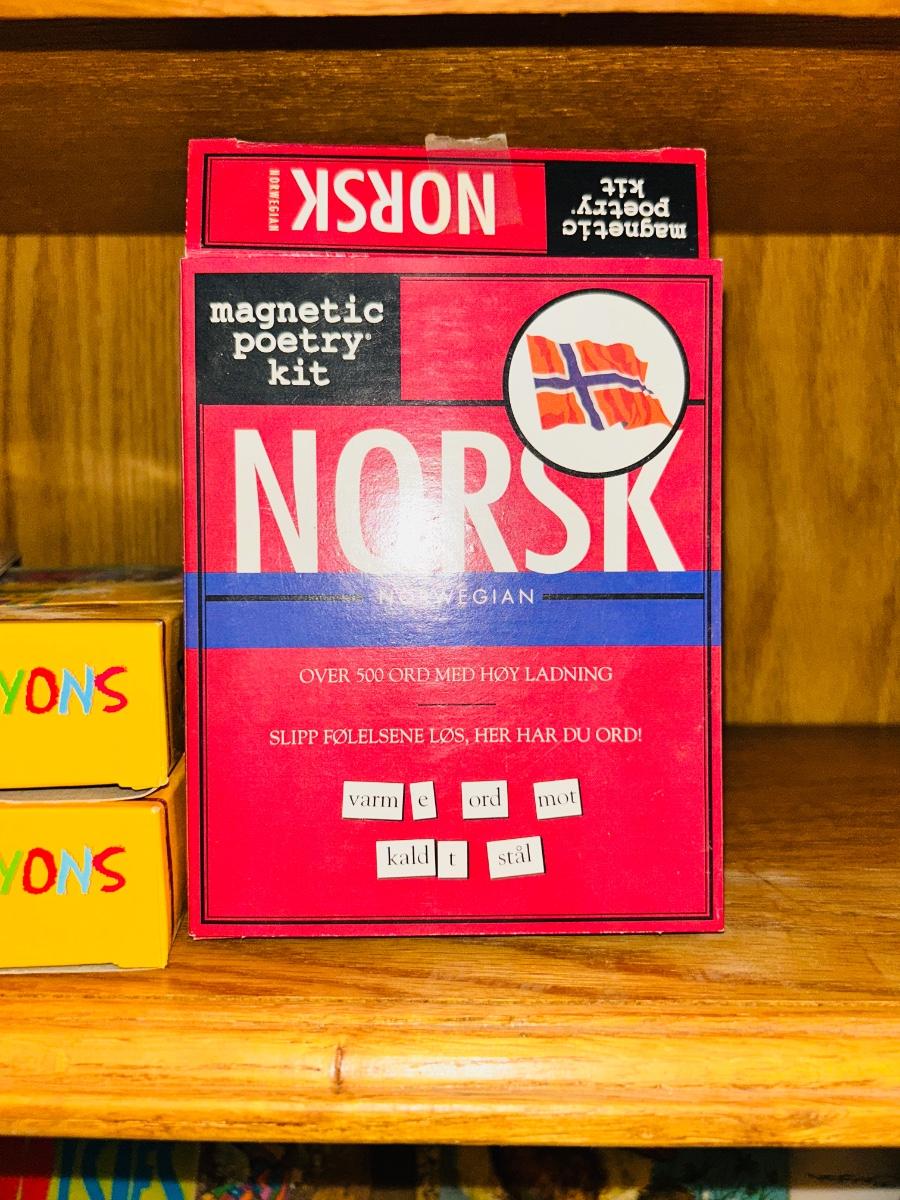 NORSK
NORWEGIAN
magnetic
poetry
kit
magnetic
poetry®
kit
NORSK
NORWEGIAN
OVER 500 ORD MED HØY LADNING
SLIPP FØLELSENE LØS, HER HAR DU ORD!
varm e ord mot
kald t stål
YONS
YONS